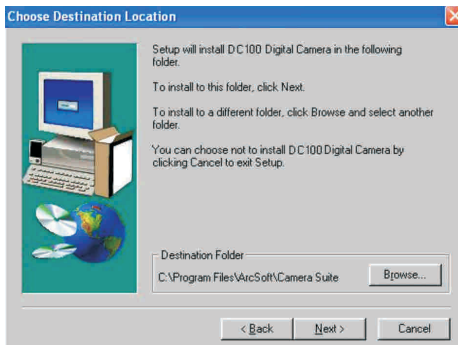 Choose Destination Location
Setup will install DC100 Digital Camera in the following
folder.
To install to this folder, click Next.
To install to a different folder, click Browse and select another
folder.
You can choose not to install DC100 Digital Camera by
clicking Cancel to exit Setup.
Destination Folder
C:\Program Files\ArcSoft\Camera Suite
Browse...
< Back
Next >
Cancel